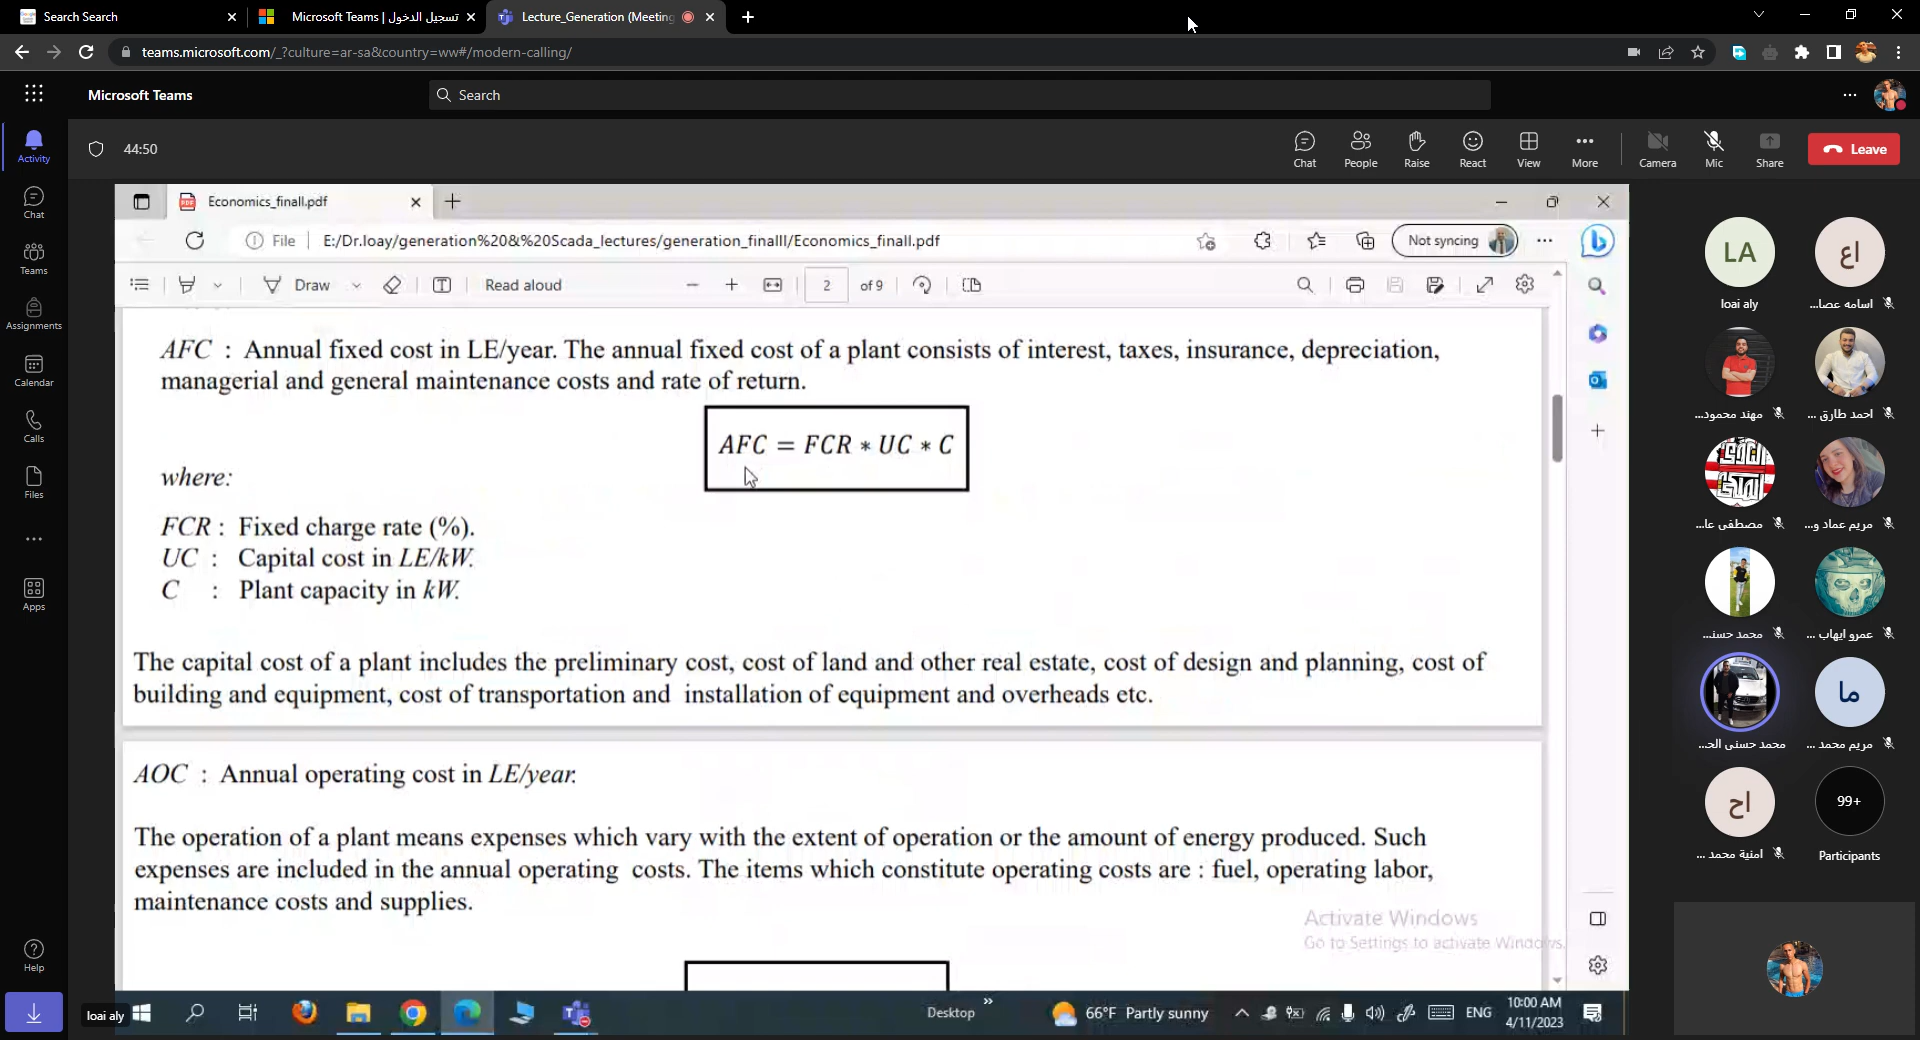 Search Search
Microsoft Teams | تسجيل الدخول
Lecture_Generation (Meeting
teams.microsoft.com/_?culture=ar-sa&country=ww#/modern-calling/
Microsoft Teams
Search
44:50
Chat
People
Raise
React
View
More
Camera
Mic
Share
Leave
Activity
Chat
Teams
Assignments
Calendar
Calls
Files
Apps
Help
Economics_finall.pdf
File
E:/Dr.loay/generation%20&%20Scada_lectures/generation_finalll/Economics_finall.pdf
Not syncing
Draw
Read aloud
2
of 9
AFC : Annual fixed cost in LE/year. The annual fixed cost of a plant consists of interest, taxes, insurance, depreciation,
managerial and general maintenance costs and rate of return.
AFC = FCR * UC * C
where:
FCR : Fixed charge rate (%).
UC : Capital cost in LE/kW.
C : Plant capacity in kW.
The capital cost of a plant includes the preliminary cost, cost of land and other real estate, cost of design and planning, cost of
building and equipment, cost of transportation and installation of equipment and overheads etc.
AOC : Annual operating cost in LE/year.
The operation of a plant means expenses which vary with the extent of operation or the amount of energy produced. Such
expenses are included in the annual operating costs. The items which constitute operating costs are : fuel, operating labor,
maintenance costs and supplies.
Activate Windows
Go to Settings to activate Windows.
LA
loai aly
اع
اسامه عصا...
مهند محمود...
احمد طارق ...
مصطفى عا...
مريم عماد و...
محمد حسنـ...
عمرو ايهاب ...
محمد حسنى الحـ...
ما
مريم محمد ...
اح
امنية محمد ...
99+
Participants
loai aly
Desktop
66°F Partly sunny
ENG
10:00 AM
4/11/2023